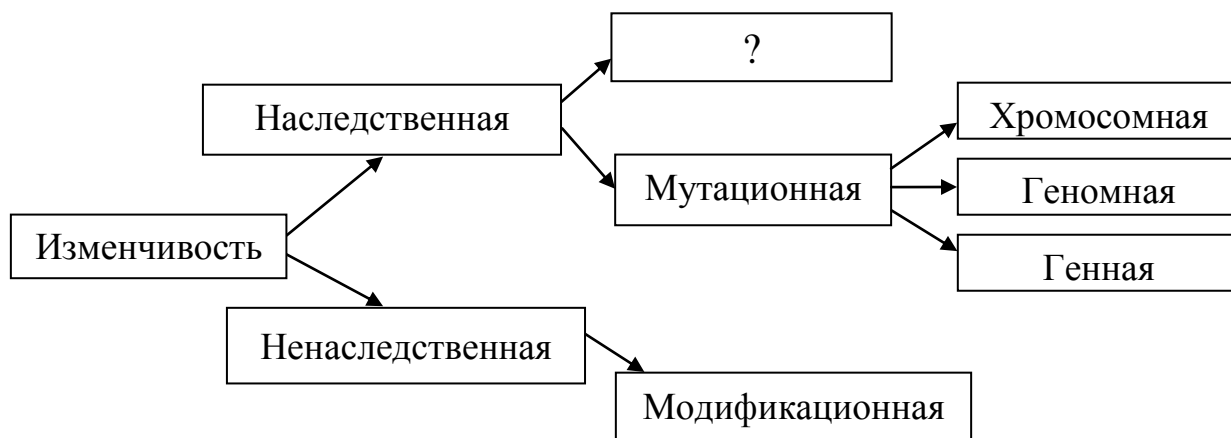 ?
Наследственная
Хромосомная
Мутационная
Геномная
Изменчивость
Генная
Ненаследственная
Модификационная